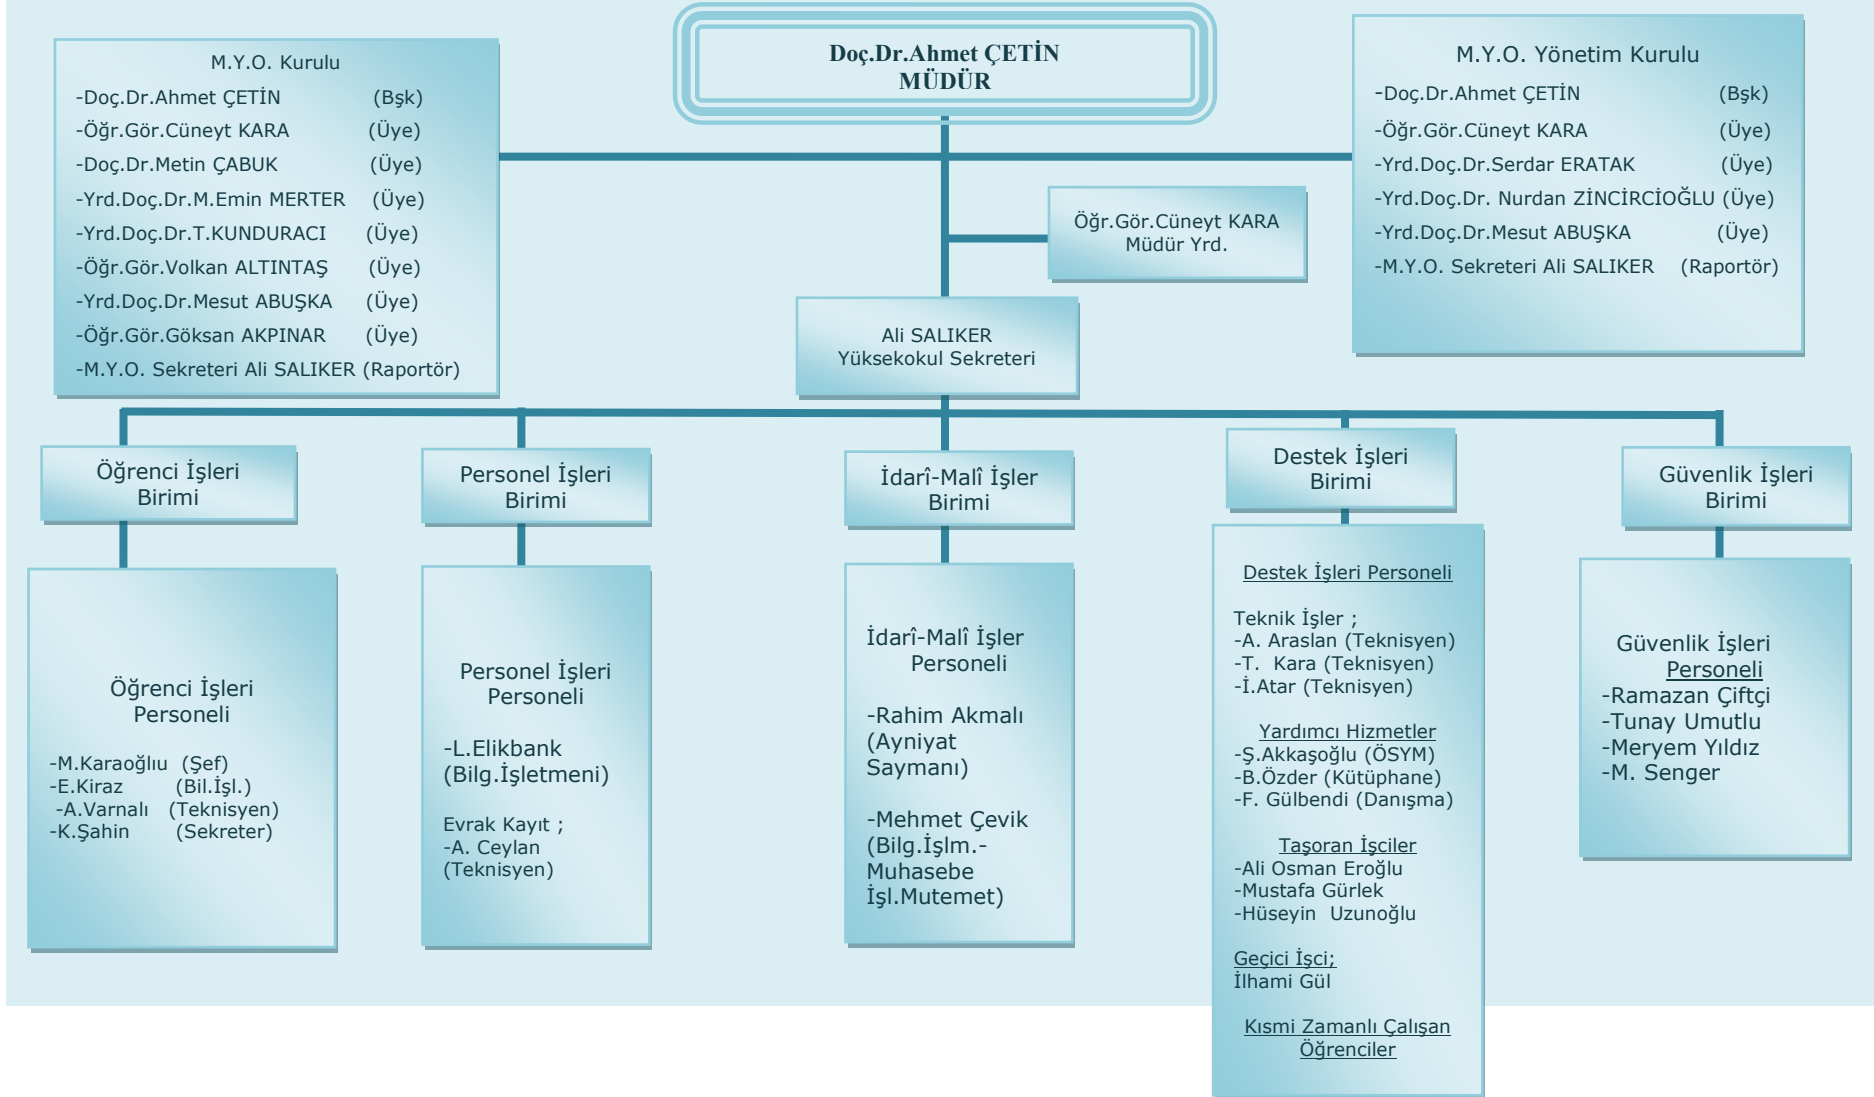 Doç.Dr.Ahmet ÇETİN
MÜDÜR
M.Y.O. Kurulu
-Doç.Dr.Ahmet ÇETİN (Bşk)
-Öğr.Gör.Cüneyt KARA (Üye)
-Doç.Dr.Metin ÇABUK (Üye)
-Yrd.Doç.Dr.M.Emin MERTER (Üye)
-Yrd.Doç.Dr.T.KUNDURACI (Üye)
-Öğr.Gör.Volkan ALTINTAŞ (Üye)
-Yrd.Doç.Dr.Mesut ABUŞKA (Üye)
-Öğr.Gör.Göksan AKPINAR (Üye)
-M.Y.O. Sekreteri Ali SALIKER (Raportör)
M.Y.O. Yönetim Kurulu
-Doç.Dr.Ahmet ÇETİN (Bşk)
-Öğr.Gör.Cüneyt KARA (Üye)
-Yrd.Doç.Dr.Serdar ERATAK (Üye)
-Yrd.Doç.Dr. Nurdan ZİNCİRCİOĞLU (Üye)
-Yrd.Doç.Dr.Mesut ABUŞKA (Üye)
-M.Y.O. Sekreteri Ali SALIKER (Raportör)
Öğr.Gör.Cüneyt KARA
Müdür Yrd.
Ali SALIKER
Yüksekokul Sekreteri
Öğrenci İşleri
Birimi
Personel İşleri
Birimi
İdarî-Malî İşler
Birimi
Destek İşleri
Birimi
Güvenlik İşleri
Birimi
Öğrenci İşleri
Personeli
-M.Karaoğlıu (Şef)
-E.Kiraz (Bil.İşl.)
-A.Varnalı (Teknisyen)
-K.Şahin (Sekreter)
Personel İşleri
Personeli
-L.Elikbank
(Bilg.İşletmeni)
Evrak Kayıt ;
-A. Ceylan
(Teknisyen)
İdarî-Malî İşler
Personeli
-Rahim Akmalı
(Ayniyat
Saymanı)
-Mehmet Çevik
(Bilg.İşlm.-
Muhasebe
İşl.Mutemet)
Destek İşleri Personeli
Teknik İşler ;
-A. Araslan (Teknisyen)
-T. Kara (Teknisyen)
-İ.Atar (Teknisyen)
Yardımcı Hizmetler
-Ş.Akkaşoğlu (ÖSYM)
-B.Özder (Kütüphane)
-F. Gülbendi (Danışma)
Taşoran İşciler
-Ali Osman Eroğlu
-Mustafa Gürlek
-Hüseyin Uzunoğlu
Geçici İşci;
İlhami Gül
Kısmi Zamanlı Çalışan
Öğrenciler
Güvenlik İşleri
Personeli
-Ramazan Çiftçi
-Tunay Umutlu
-Meryem Yıldız
-M. Senger